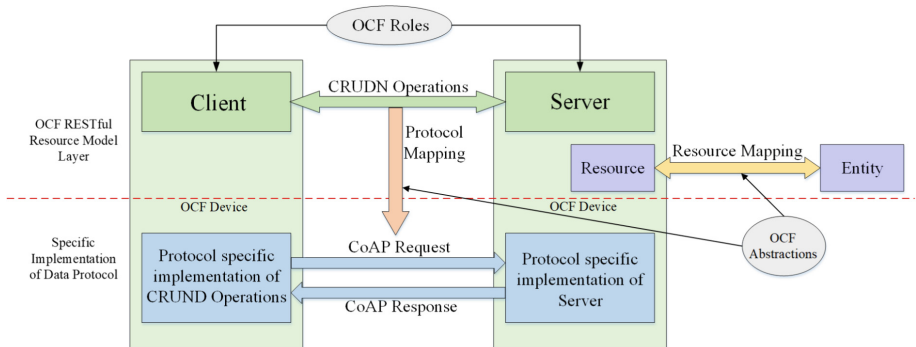 OCF Roles
Client
CRUDN Operations
Server
OCF RESTful
Resource Model
Layer
Protocol
Mapping
Resource
Resource Mapping
Entity
OCF Device
OCF Device
Specific
Implementation
of Data Protocol
Protocol specific
implementation of
CRUND Operations
CoAP Request
CoAP Response
Protocol specific
implementation of
Server
OCF
Abstractions